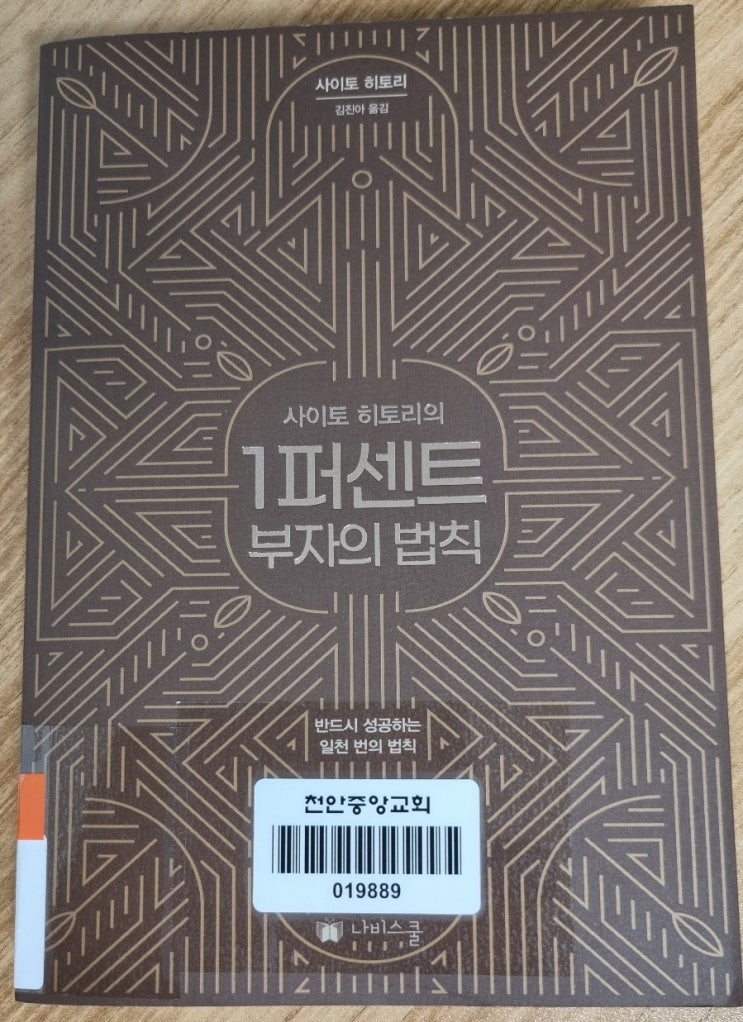 사이토 히토리
김진아 옮김
사이토 히토리의
1퍼센트
부자의 법칙
반드시 성공하는
일천 번의 법칙
천안중앙교회
019889
나비스쿨